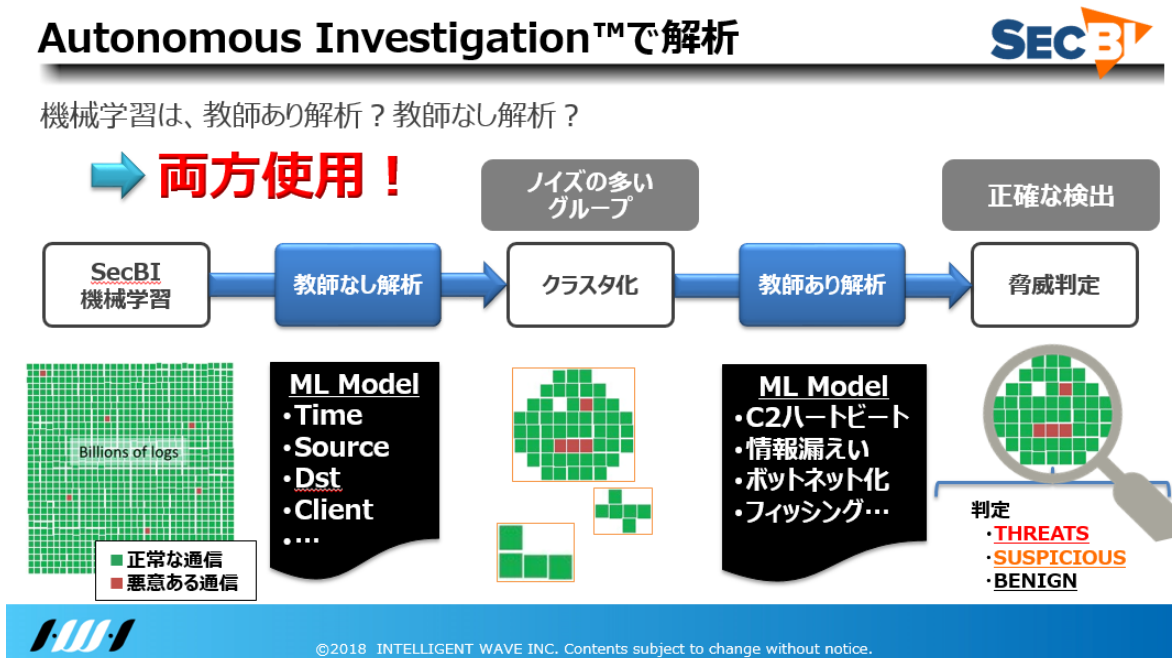 Autonomous Investigation™で解析
SECBI
機械学習は、教師あり解析？教師なし解析？
両方使用！
ノイズの多い
グループ
正確な検出
SecBI
機械学習
教師なし解析
クラスタ化
教師あり解析
脅威判定
Billions of logs
■正常な通信
■悪意ある通信
ML Model
・Time
・Source
・Dst
・Client
・…
ML Model
・C2ハートビート
・情報漏えい
・ボットネット化
・フィッシング…
判定
・THREATS
・SUSPICIOUS
・BENIGN
©2018 INTELLIGENT WAVE INC. Contents subject to change without notice.